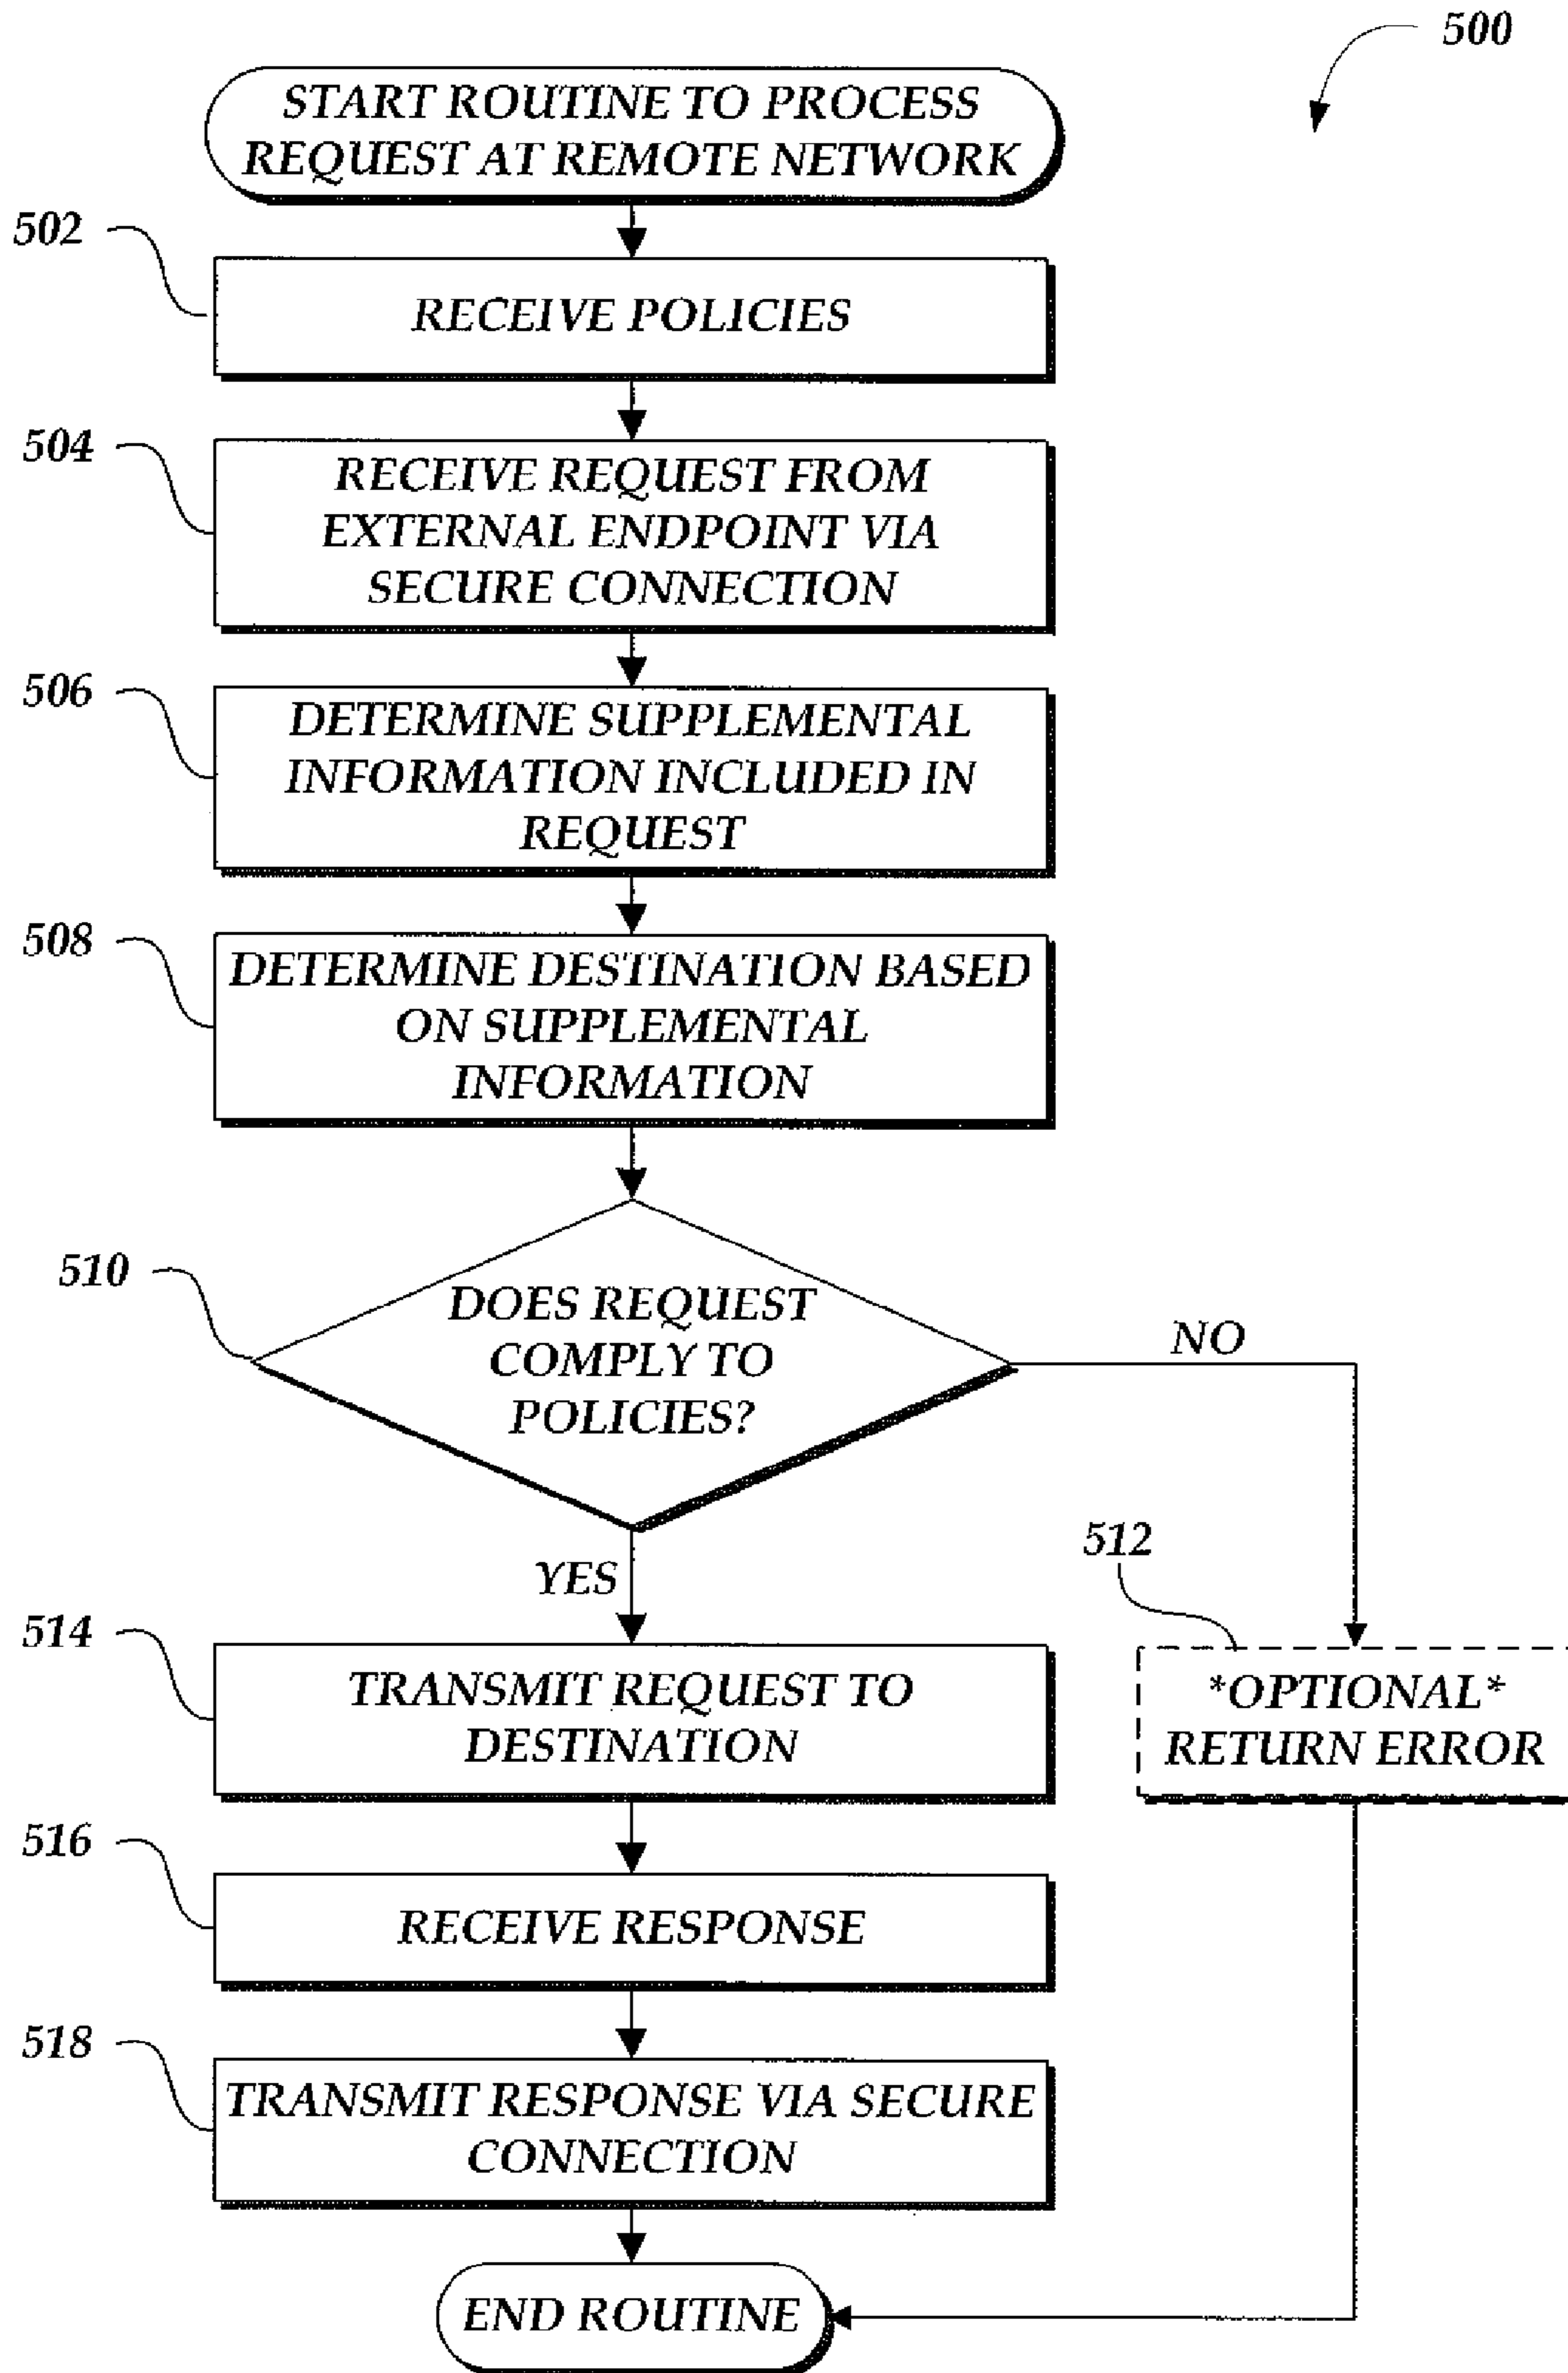 500
START ROUTINE TO PROCESS
REQUEST AT REMOTE NETWORK
502
RECEIVE POLICIES
504
RECEIVE REQUEST FROM
EXTERNAL ENDPOINT VIA
SECURE CONNECTION
506
DETERMINE SUPPLEMENTAL
INFORMATION INCLUDED IN
REQUEST
508
DETERMINE DESTINATION BASED
ON SUPPLEMENTAL
INFORMATION
510
DOES REQUEST
COMPLY TO
POLICIES?
NO
YES
512
*OPTIONAL*
RETURN ERROR
514
TRANSMIT REQUEST TO
DESTINATION
516
RECEIVE RESPONSE
518
TRANSMIT RESPONSE VIA SECURE
CONNECTION
END ROUTINE